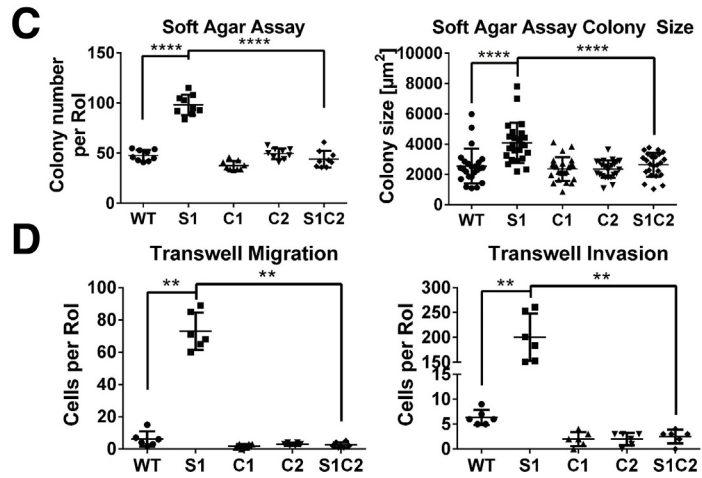 C
Soft Agar Assay
Colony number
per RoI
150
100
50
0
****
****
WT S1 C1 C2 S1C2
Soft Agar Assay Colony Size
Colony size [µm²]
10000
8000
6000
4000
2000
0
****
****
WT S1 C1 C2 S1C2
D
Transwell Migration
Cells per RoI
100
80
60
40
20
0
**
**
WT S1 C1 C2 S1C2
Transwell Invasion
Cells per RoI
300
250
200
150
15
10
5
0
**
**
WT S1 C1 C2 S1C2